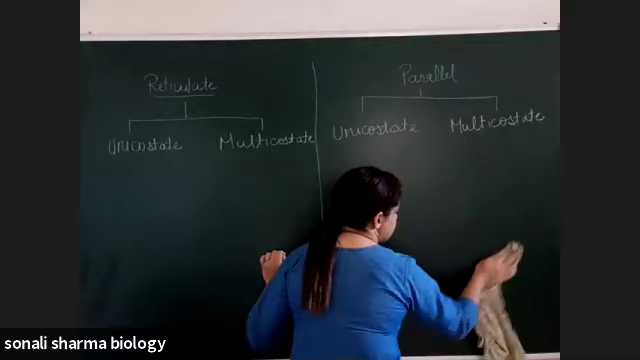 Reticulate
Parallel
Unicostate
Multicostate
Unicostate
Multicostate
sonali sharma biology